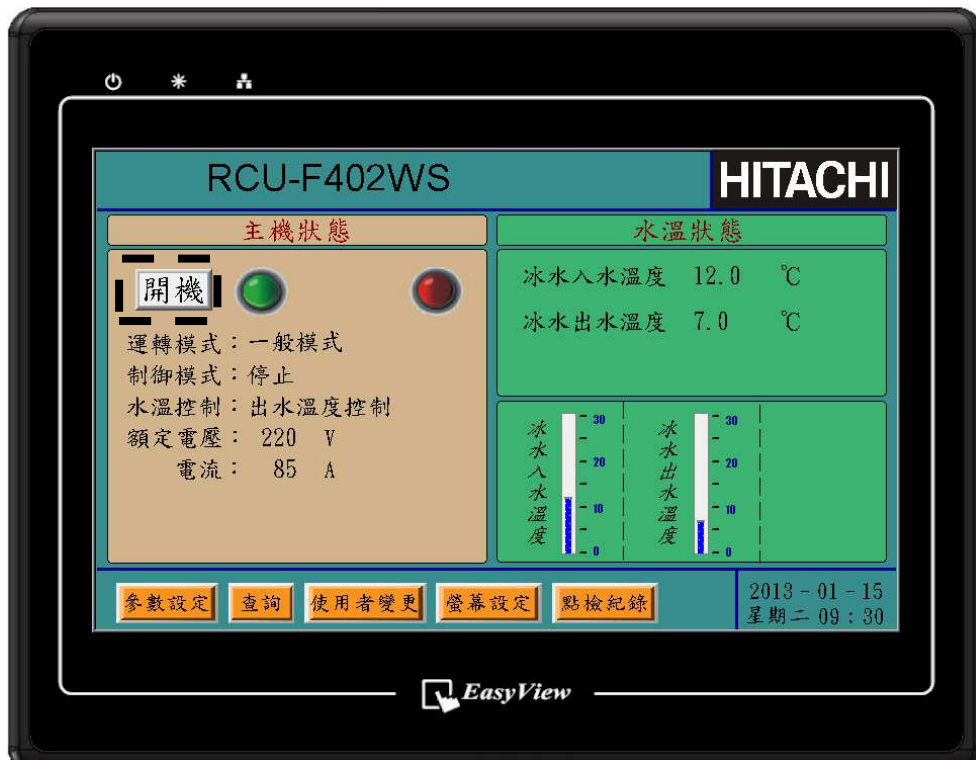 RCU-F402WS
HITACHI
主機狀態
開機
運轉模式：一般模式
制御模式：停止
水溫控制：出水溫度控制
額定電壓： 220 V
電流： 85 A
水溫狀態
冰水入水溫度 12.0 ℃
冰水出水溫度 7.0 ℃
冰水入水溫度
30
20
10
0
冰水出水溫度
30
20
10
0
參數設定
查詢
使用者變更
螢幕設定
點檢紀錄
2013 - 01 - 15
星期二 09 : 30
EasyView